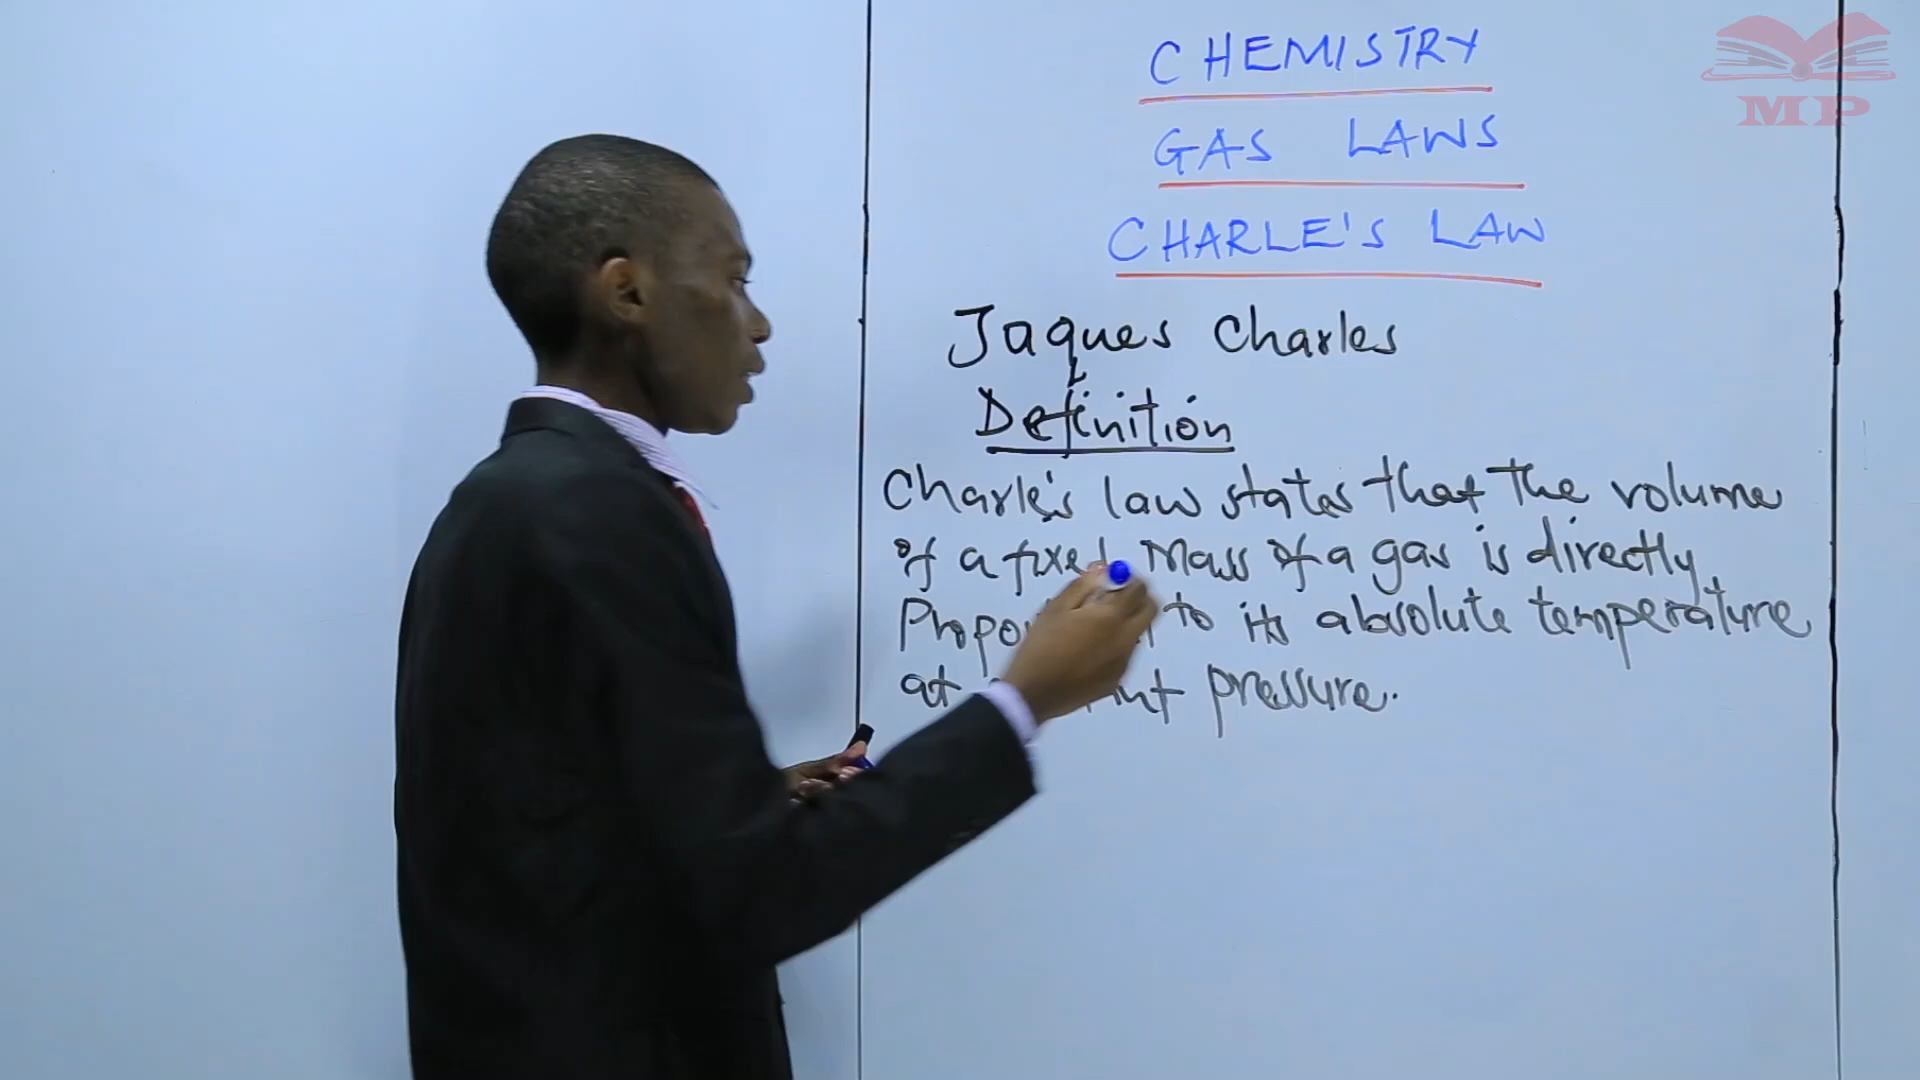 CHEMISTRY
GAS LAWS
CHARLE'S LAW
Jaques Charles
Definition
Charle's law states that the volume
of a fixed mass of a gas is directly
to its absolute temperature
at pressure.
MP